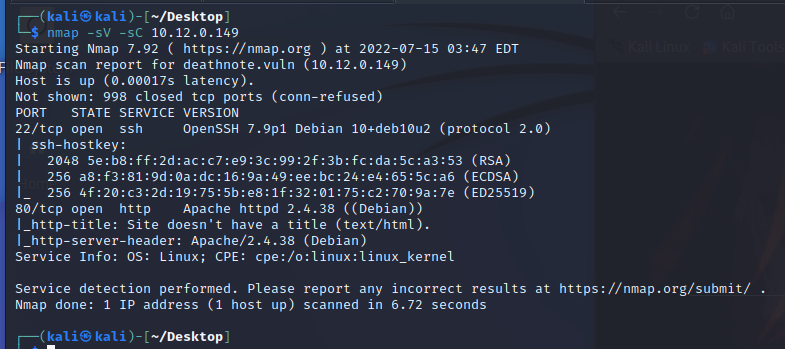 Kali Linux
Kali Tools
┌──(kali㉿kali)-[~/Desktop]
└─$ nmap -sV -sC 10.12.0.149
Starting Nmap 7.92 ( https://nmap.org ) at 2022-07-15 03:47 EDT
Nmap scan report for deathnote.vuln (10.12.0.149)
Host is up (0.00017s latency).
Not shown: 998 closed tcp ports (conn-refused)
PORT   STATE SERVICE VERSION
22/tcp open  ssh     OpenSSH 7.9p1 Debian 10+deb10u2 (protocol 2.0)
| ssh-hostkey:
|   2048 5e:b8:ff:2d:ac:c7:e9:3c:99:2f:3b:fc:da:5c:a3:53 (RSA)
|   256 a8:f3:81:9d:0a:dc:16:9a:49:ee:bc:24:e4:65:5c:a6 (ECDSA)
|_  256 4f:20:c3:2d:19:75:5b:e8:1f:32:01:75:c2:70:9a:7e (ED25519)
80/tcp open  http    Apache httpd 2.4.38 ((Debian))
|_http-title: Site doesn't have a title (text/html).
|_http-server-header: Apache/2.4.38 (Debian)
Service Info: OS: Linux; CPE: cpe:/o:linux:linux_kernel
Service detection performed. Please report any incorrect results at https://nmap.org/submit/ .
Nmap done: 1 IP address (1 host up) scanned in 6.72 seconds
┌──(kali㉿kali)-[~/Desktop]